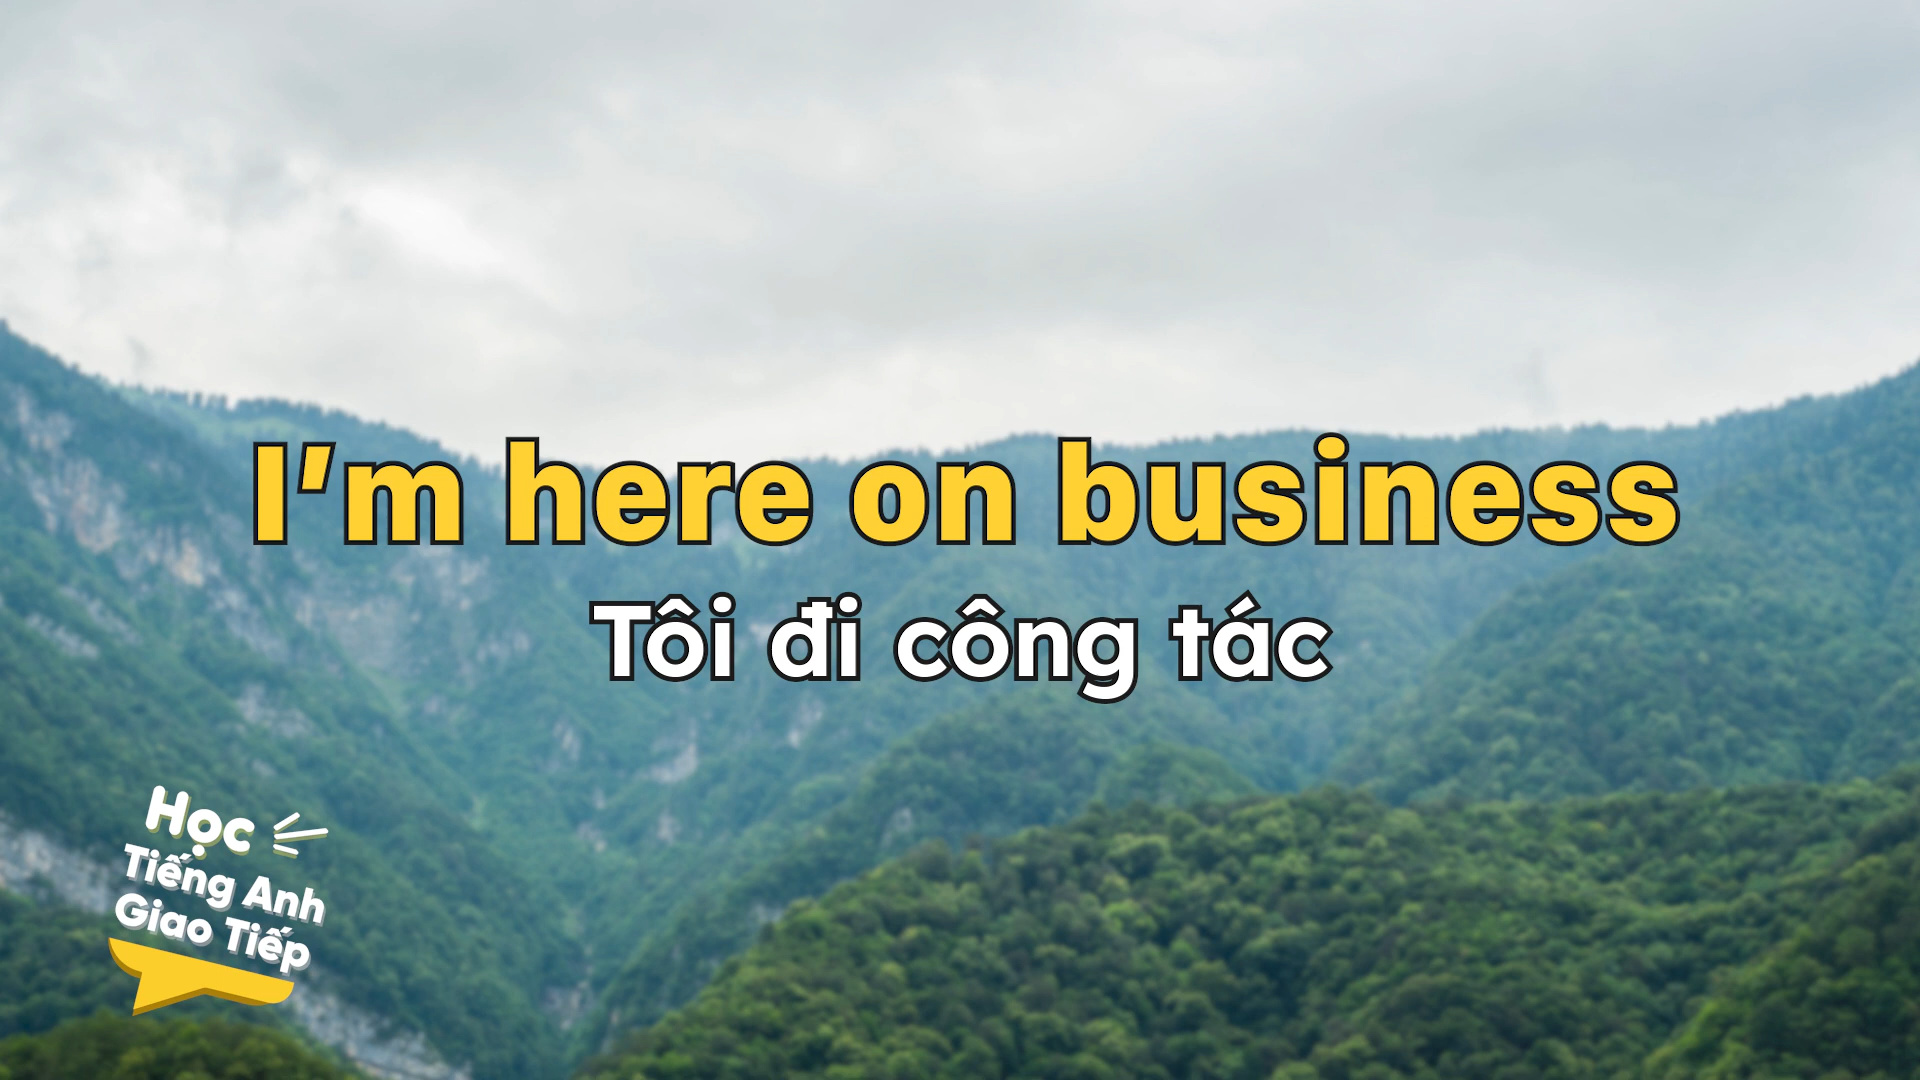 I’m here on business
Tôi đi công tác
Học
Tiếng Anh
Giao Tiếp